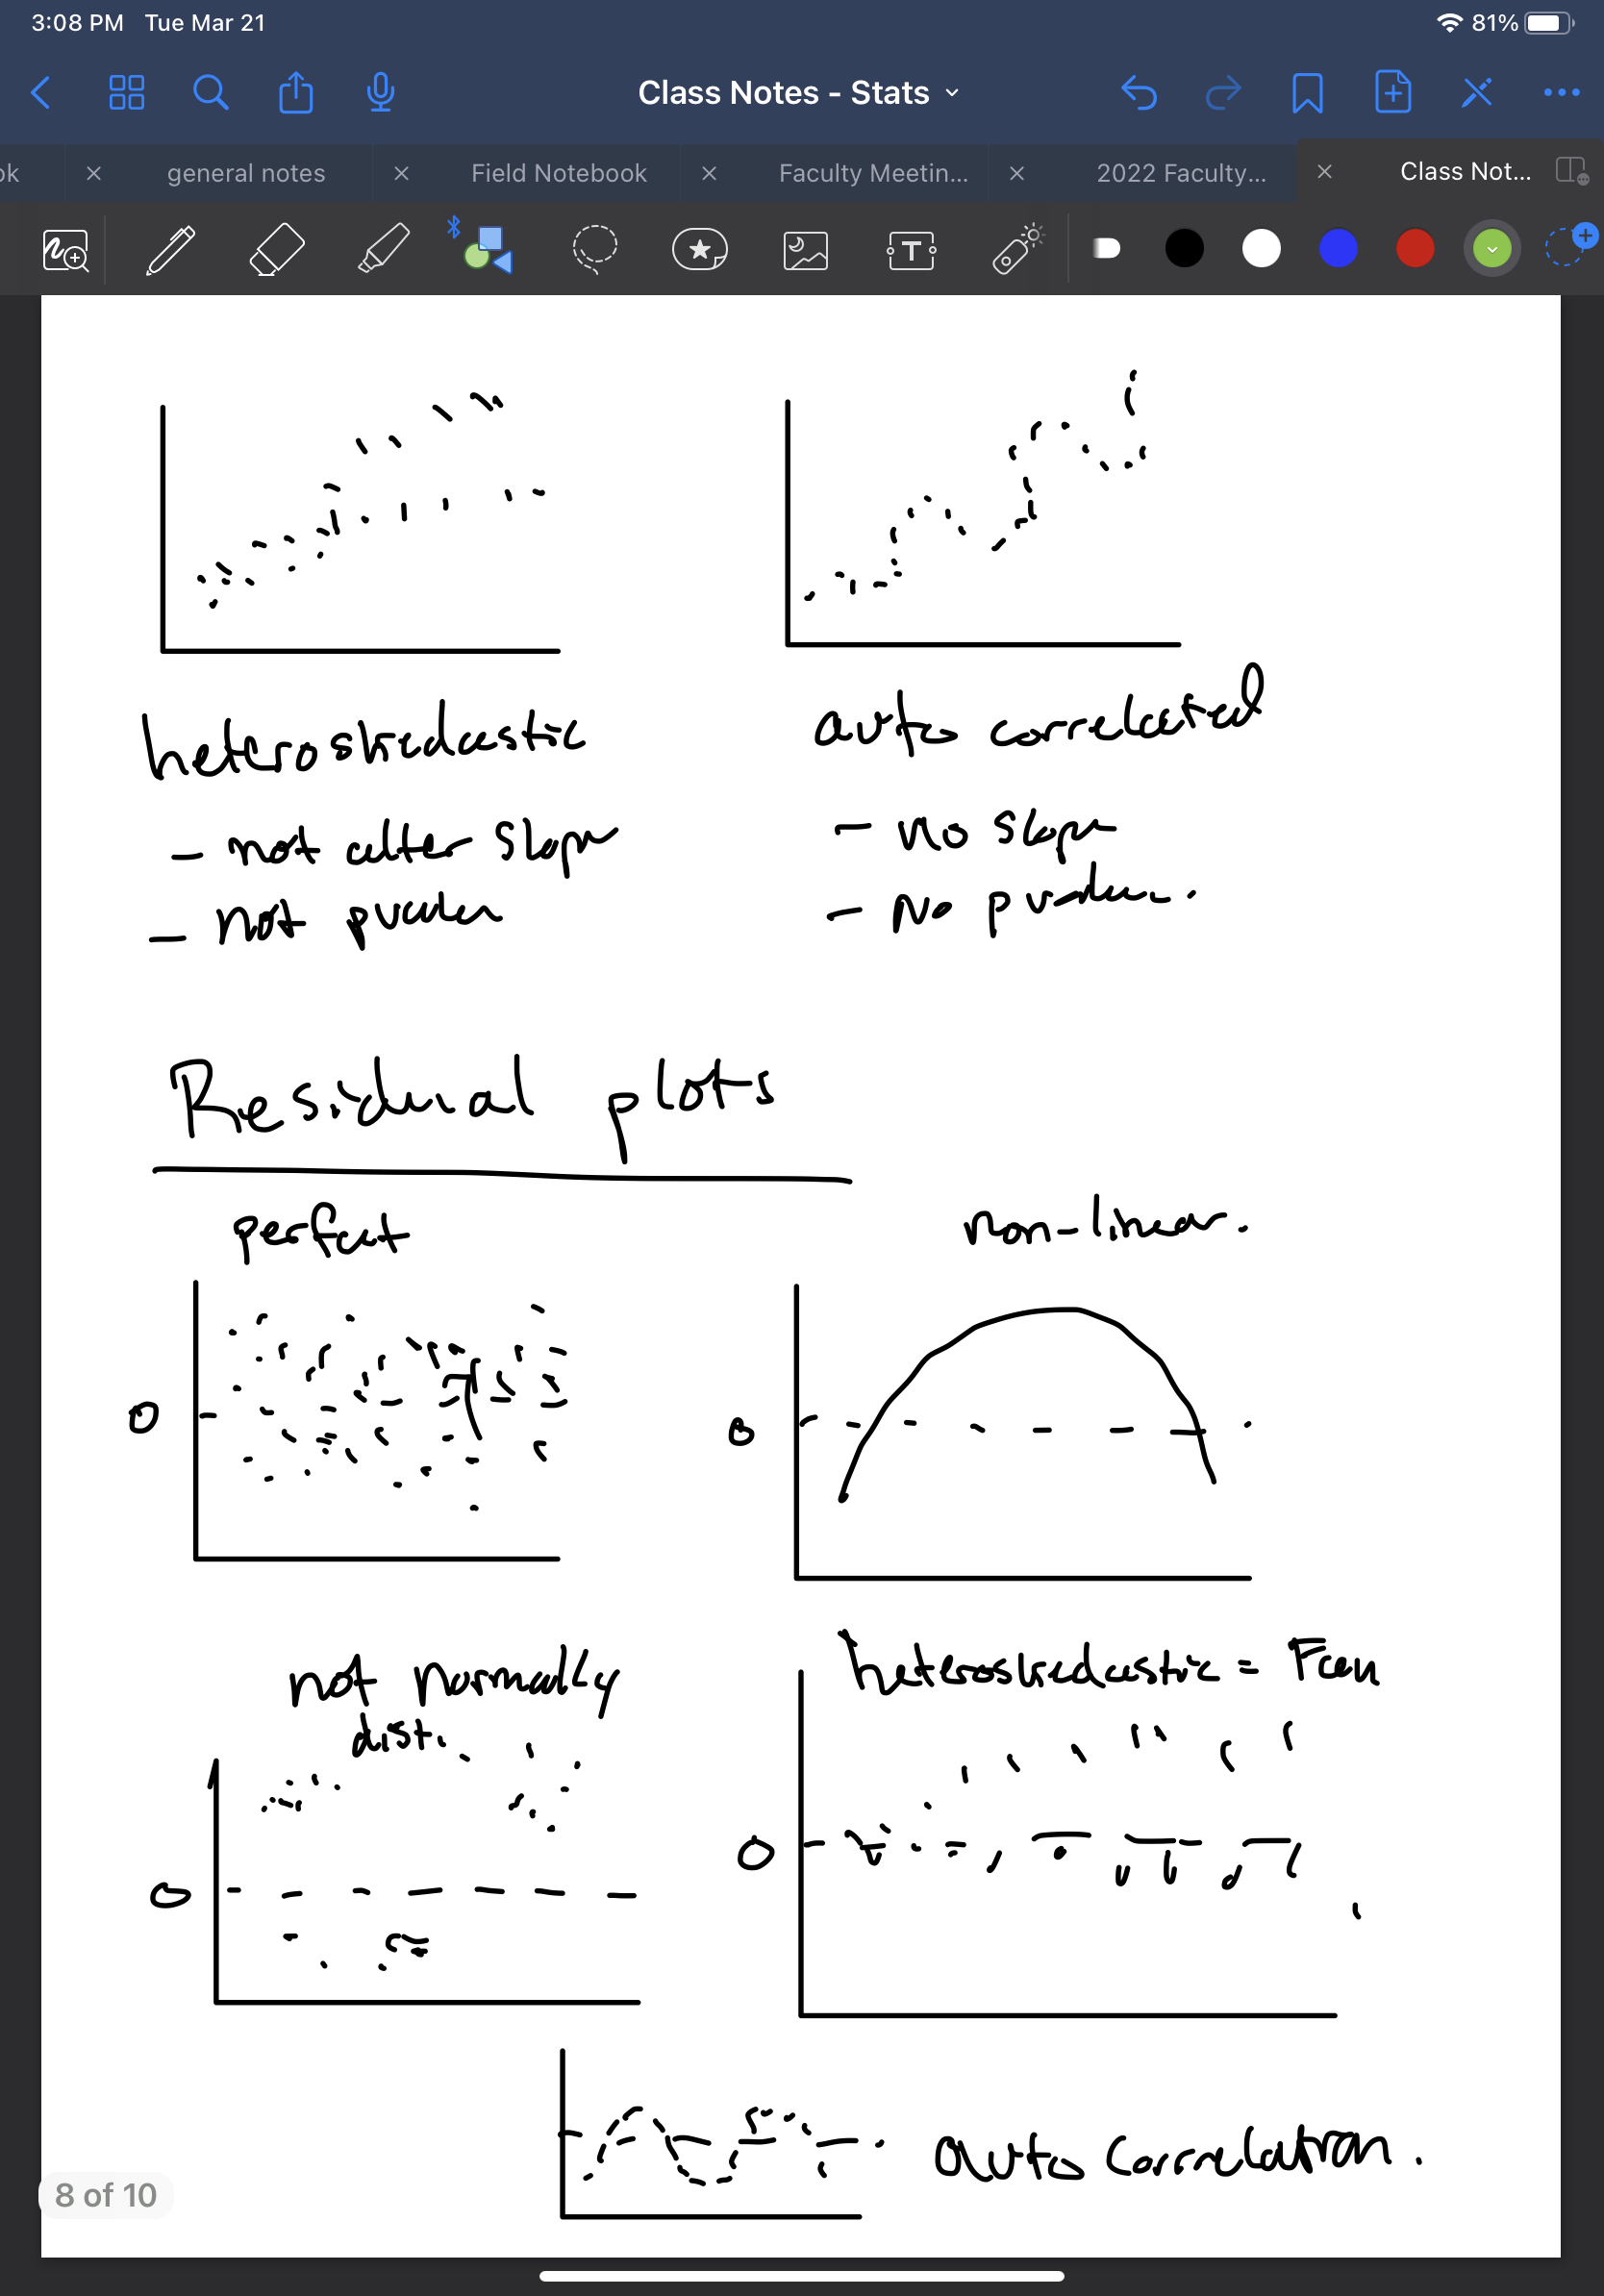 3:08 PM Tue Mar 21
81%
Class Notes - Stats
ok
general notes
Field Notebook
Faculty Meetin...
2022 Faculty...
Class Not...
T
heteroskedastic
auto correlated
- not alter slope
- no slope
- not
- No
Residual plots
perfect
non-linear.
0
0
not normally
dist.
heteroskedastic = Fan
0
0
auto correlation.
8 of 10